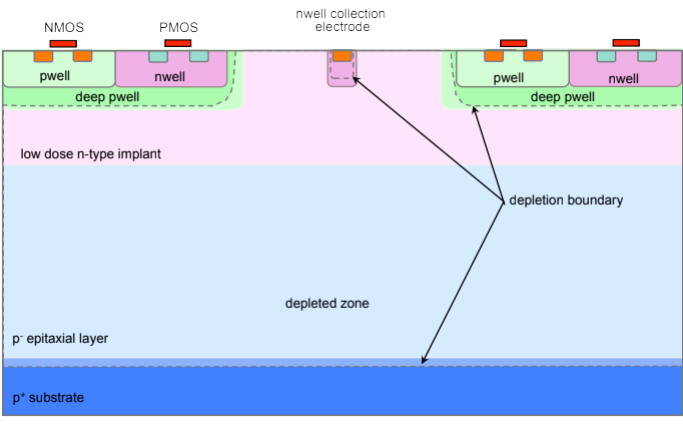 NMOS
PMOS
nwell collection
electrode
pwell
nwell
deep pwell
pwell
nwell
deep pwell
low dose n-type implant
depletion boundary
depleted zone
p- epitaxial layer
p+ substrate